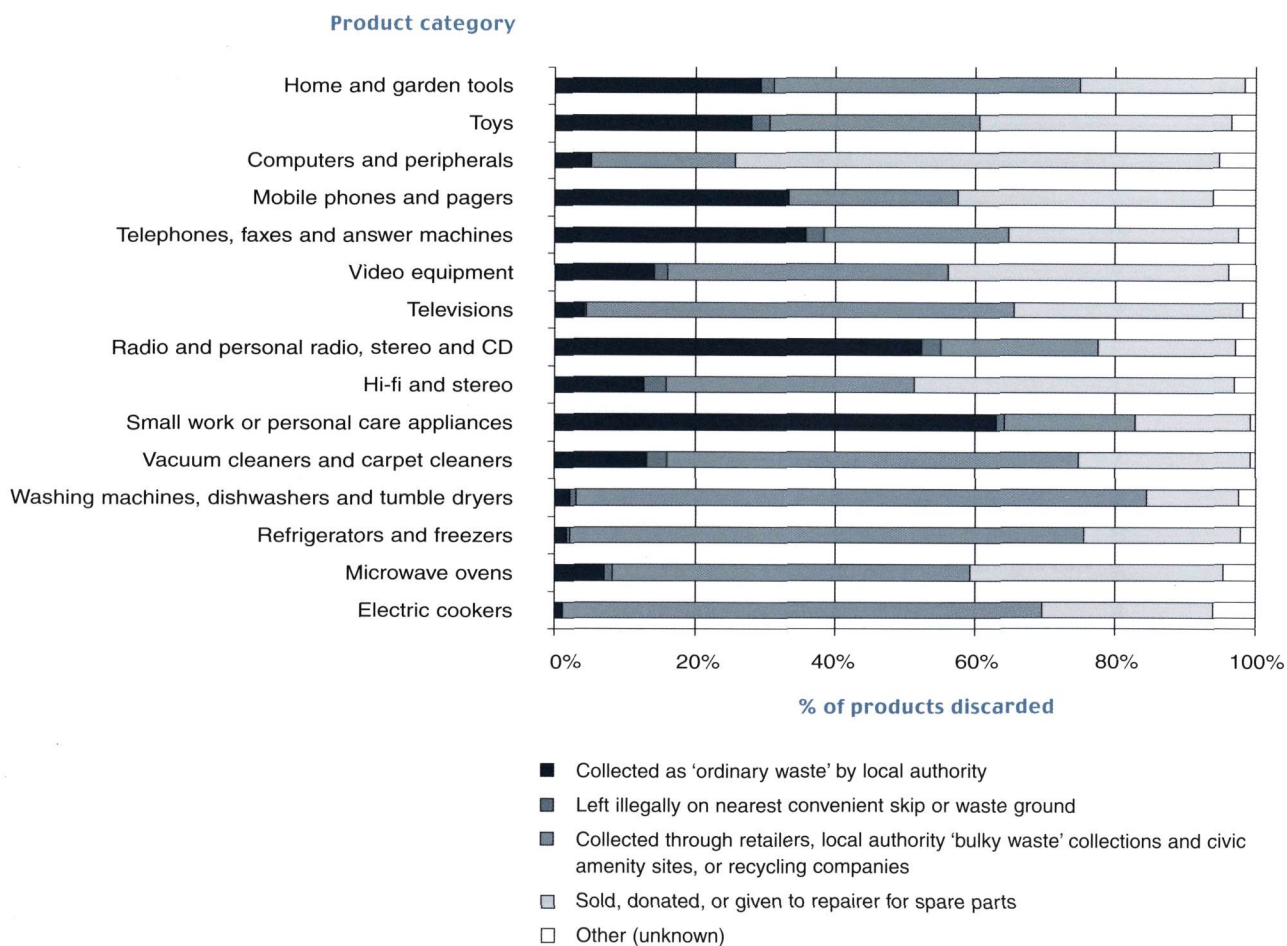 Product category
Home and garden tools
Toys
Computers and peripherals
Mobile phones and pagers
Telephones, faxes and answer machines
Video equipment
Televisions
Radio and personal radio, stereo and CD
Hi-fi and stereo
Small work or personal care appliances
Vacuum cleaners and carpet cleaners
Washing machines, dishwashers and tumble dryers
Refrigerators and freezers
Microwave ovens
Electric cookers
0% 20% 40% 60% 80% 100%
% of products discarded
Collected as ‘ordinary waste’ by local authority
Left illegally on nearest convenient skip or waste ground
Collected through retailers, local authority ‘bulky waste’ collections and civic
amenity sites, or recycling companies
Sold, donated, or given to repairer for spare parts
Other (unknown)